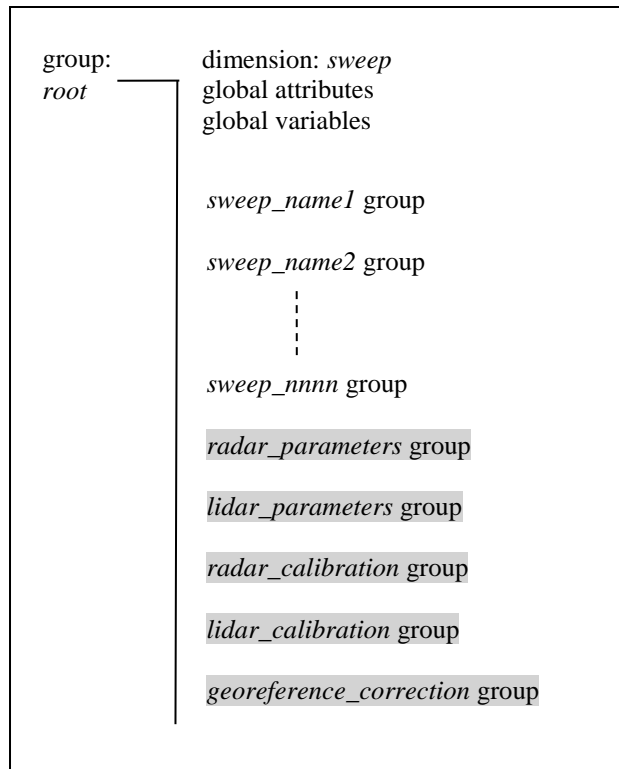 group: dimension: sweep
root global attributes
global variables
sweep_name1 group
sweep_name2 group
sweep_nnnn group
radar_parameters group
lidar_parameters group
radar_calibration group
lidar_calibration group
georeference_correction group